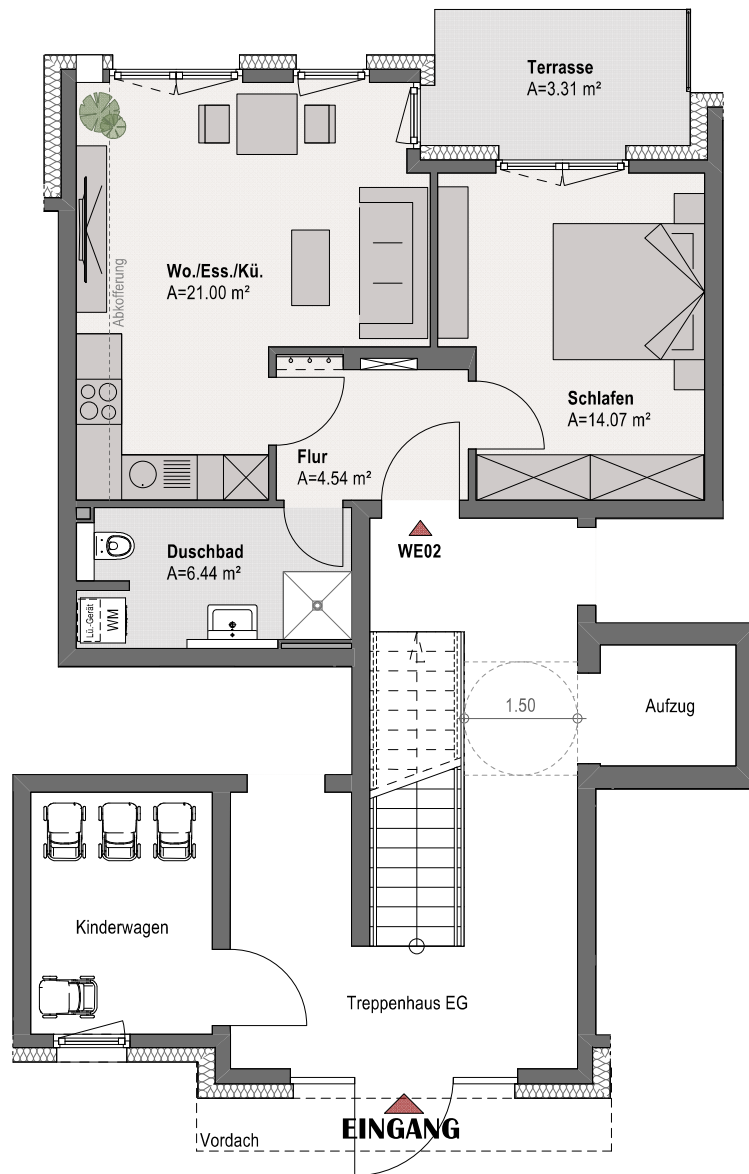 Terrasse
A=3.31 m²
Wo./Ess./Kü.
A=21.00 m²
Abkofferung
Schlafen
A=14.07 m²
Flur
A=4.54 m²
WE02
Duschbad
A=6.44 m²
Lü.-Gerät
WM
1.50
Aufzug
Kinderwagen
Treppenhaus EG
EINGANG
Vordach